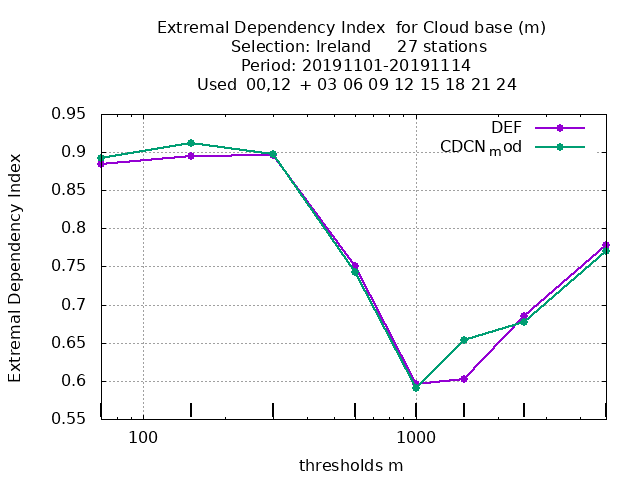 Extremal Dependency Index  for Cloud base (m)
Selection: Ireland     27 stations
Period: 20191101-20191114
Used  00,12  + 03 06 09 12 15 18 21 24
DEF
CDCNmod
0.95
0.9
0.85
0.8
0.75
0.7
0.65
0.6
0.55
Extremal Dependency Index
100
1000
thresholds m